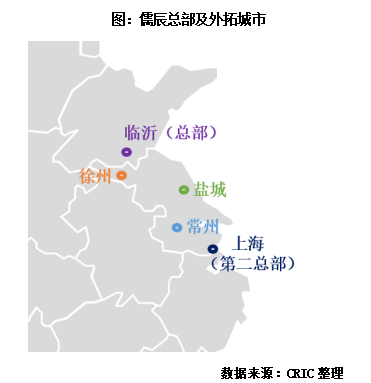 图：儒辰总部及外拓城市
临沂（总部）
徐州
盐城
常州
上海
（第二总部）
数据来源：CRIC 整理